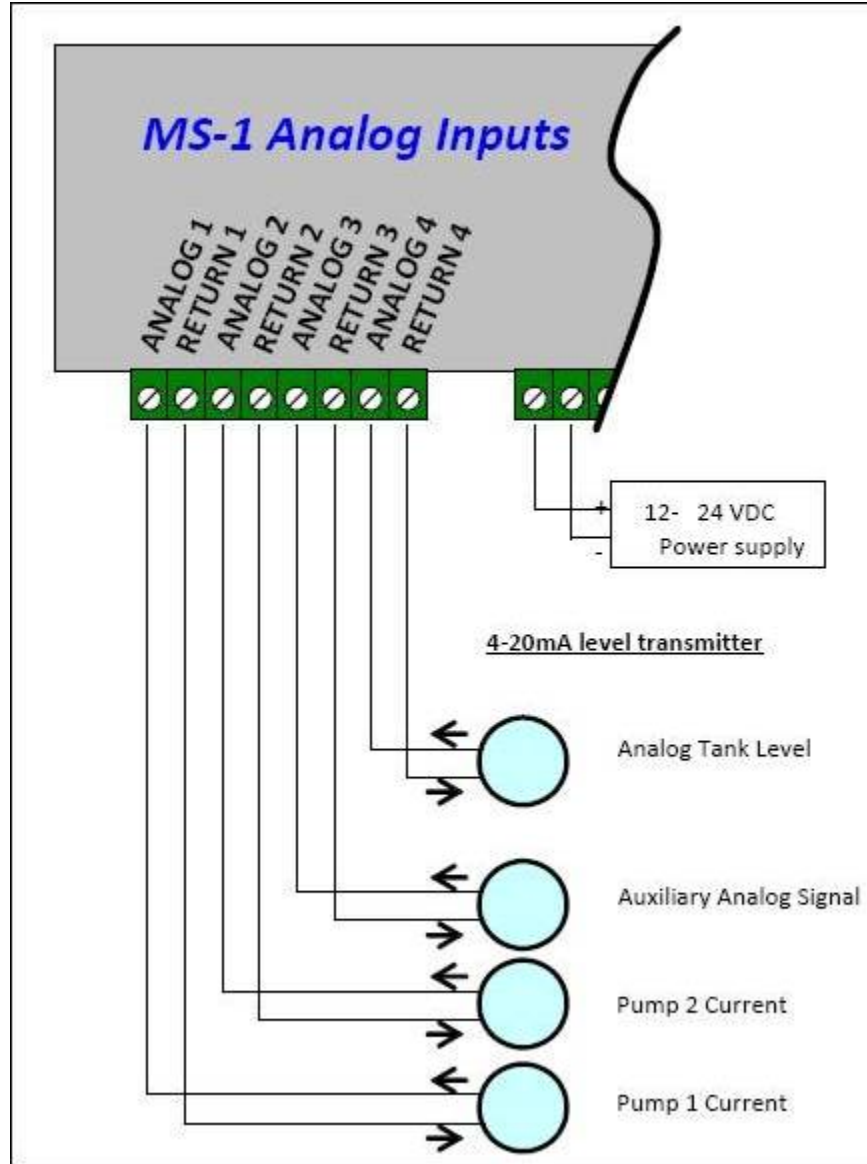 MS-1 Analog Inputs
ANALOG 1
RETURN 1
ANALOG 2
RETURN 2
ANALOG 3
RETURN 3
ANALOG 4
RETURN 4
+
12- 24 VDC
Power supply
-
4-20mA level transmitter
Analog Tank Level
Auxiliary Analog Signal
Pump 2 Current
Pump 1 Current